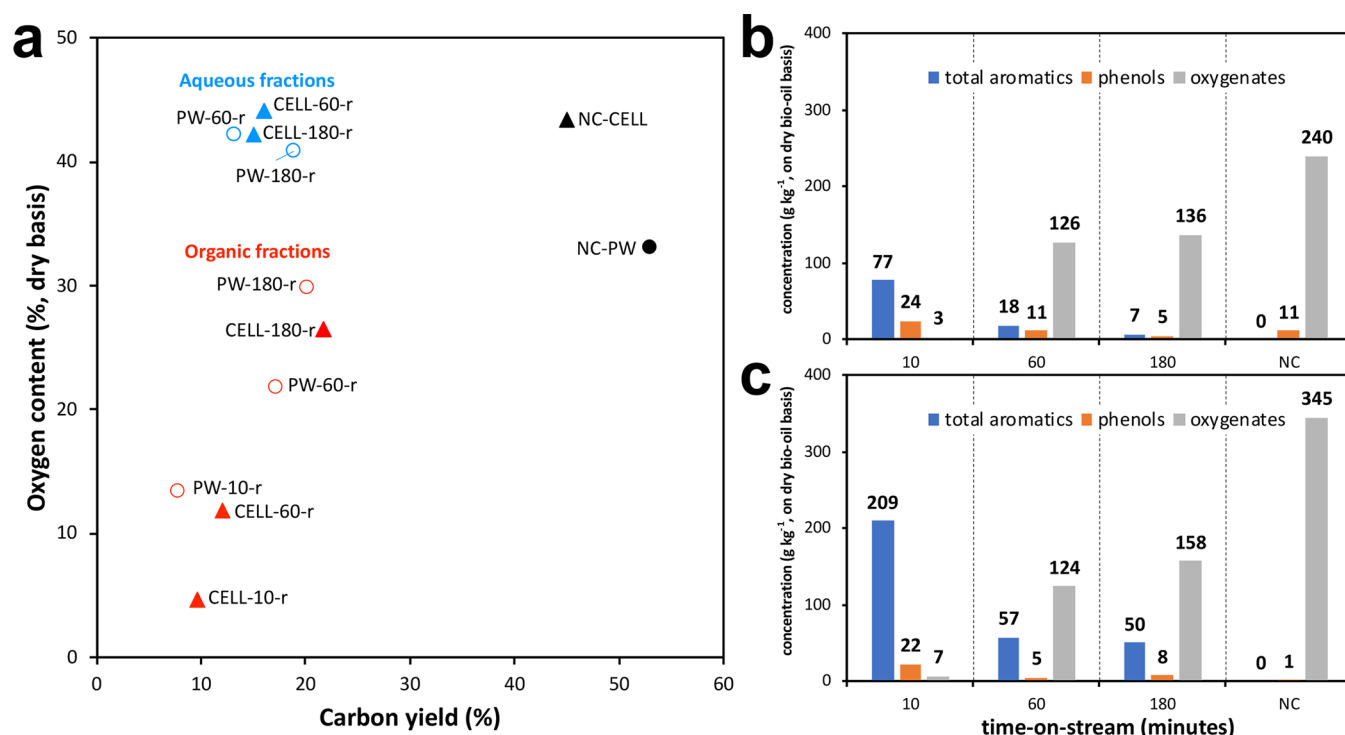 a
50
40
30
20
10
0
0 10 20 30 40 50 60
Oxygen content (%, dry basis)
Carbon yield (%)
Aqueous fractions
CELL-60-r
PW-60-r
CELL-180-r
PW-180-r
NC-CELL
NC-PW
Organic fractions
PW-180-r
CELL-180-r
PW-60-r
PW-10-r
CELL-60-r
CELL-10-r
b
400
300
200
100
0
concentration (g kg⁻¹, on dry bio-oil basis)
total aromatics phenols oxygenates
77 24 3
18 11 126
7 5 136
0 11 240
10 60 180 NC
c
400
300
200
100
0
concentration (g kg⁻¹, on dry bio-oil basis)
total aromatics phenols oxygenates
209 22 7
57 5 124
50 8 158
0 1 345
10 60 180 NC
time-on-stream (minutes)